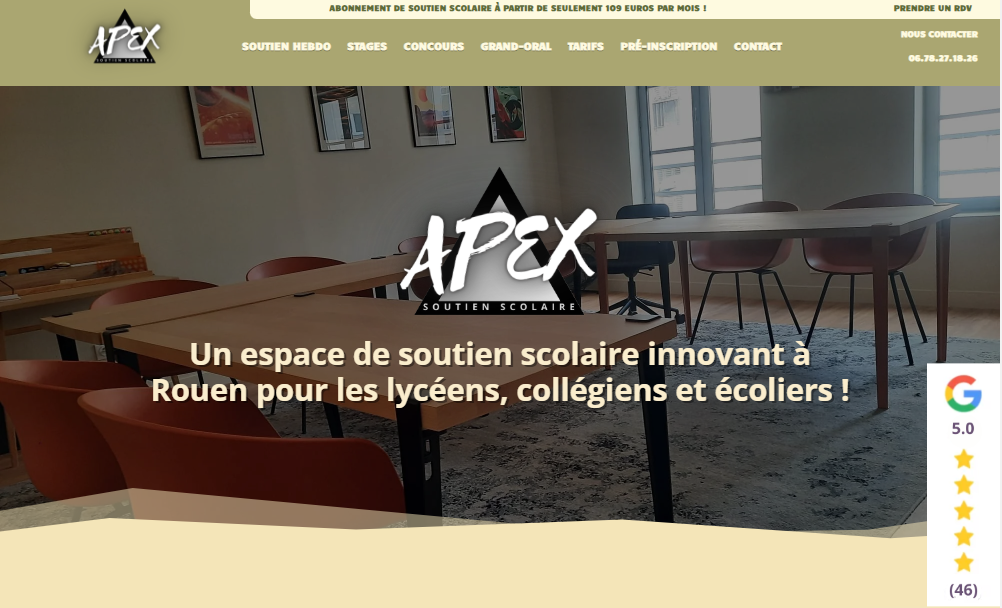 ABONNEMENT DE SOUTIEN SCOLAIRE À PARTIR DE SEULEMENT 109 EUROS PAR MOIS !
PRENDRE UN RDV
APEX
SOUTIEN SCOLAIRE
SOUTIEN HEBDO STAGES CONCOURS GRAND-ORAL TARIFS PRÉ-INSCRIPTION CONTACT
NOUS CONTACTER
06.78.27.18.26
APEX
SOUTIEN SCOLAIRE
Un espace de soutien scolaire innovant à
Rouen pour les lycéens, collégiens et écoliers !
G
5.0
(46)